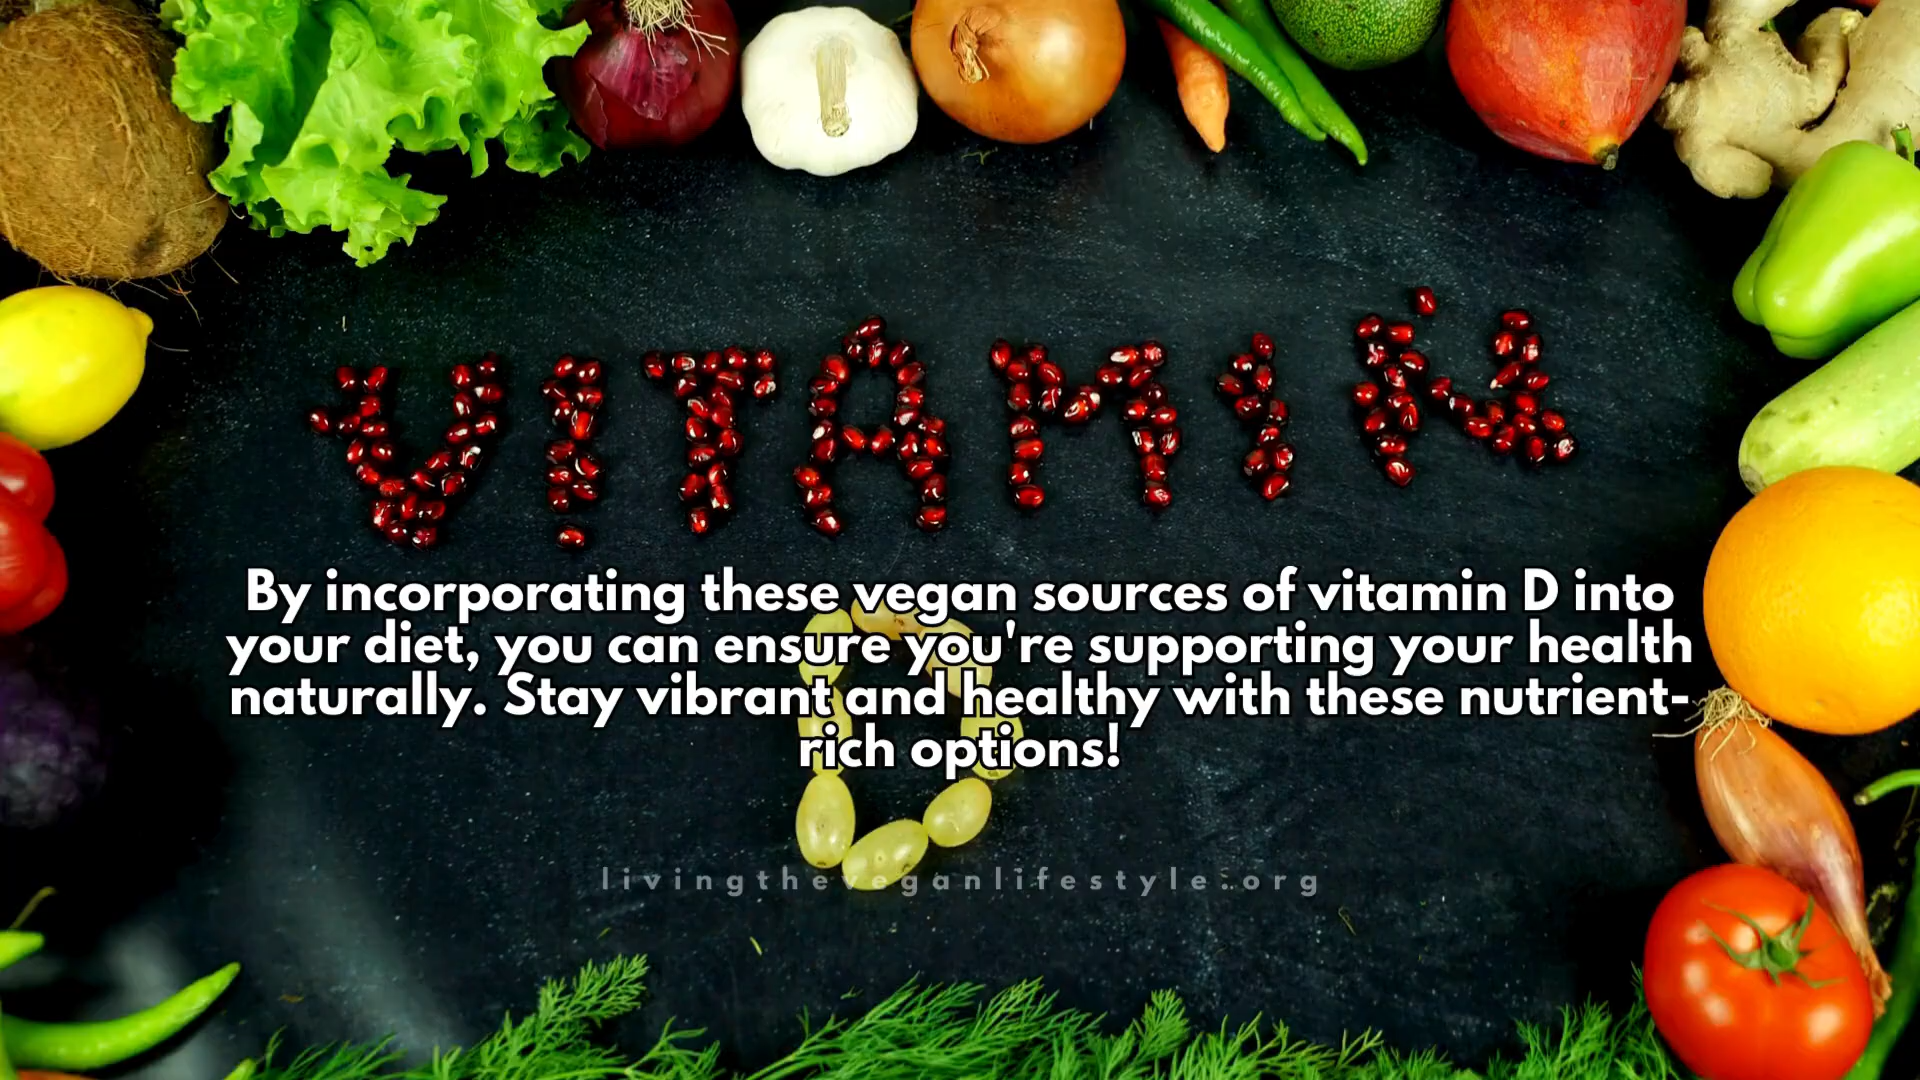 VITAMIN
By incorporating these vegan sources of vitamin D into
your diet, you can ensure you're supporting your health
naturally. Stay vibrant and healthy with these nutrient-
rich options!
D
livingtheveganlifestyle.org